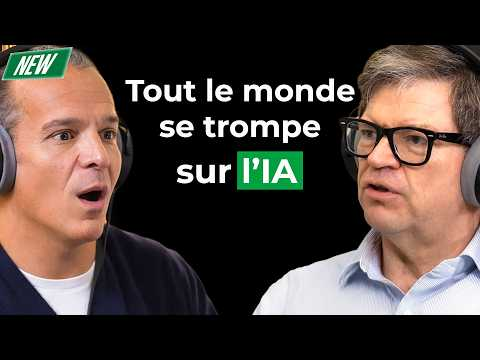 NEW
Tout le monde
se trompe
sur l'IA